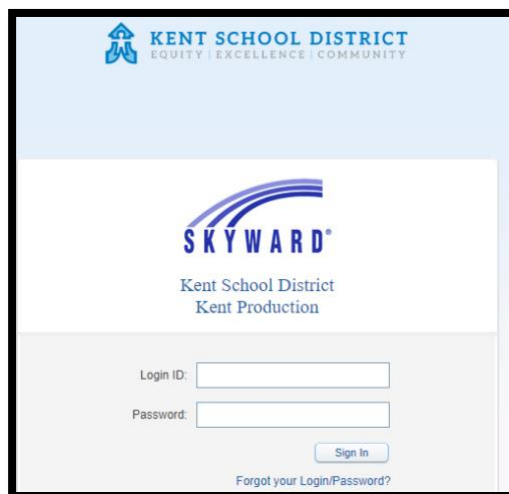 KENT SCHOOL DISTRICT
EQUITY | EXCELLENCE | COMMUNITY
SKYWARD®
Kent School District
Kent Production
Login ID:
Password:
Sign In
Forgot your Login/Password?